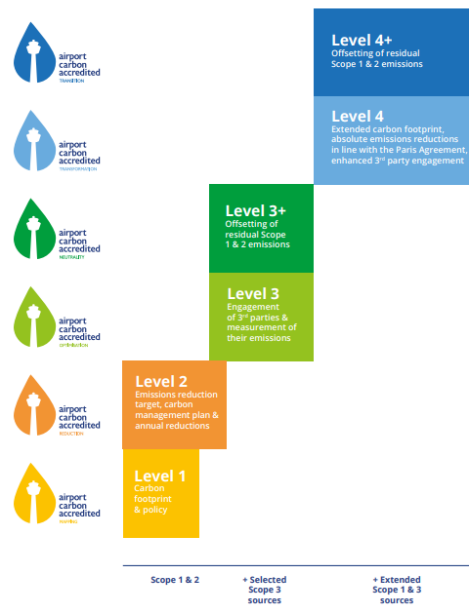 airport
carbon
accredited
TRANSITION
Level 4+
Offsetting of residual
Scope 1 & 2 emissions
airport
carbon
accredited
TRANSFORMATION
Level 4
Extended carbon footprint,
absolute emissions reductions
in line with the Paris Agreement,
enhanced 3rd party engagement
airport
carbon
accredited
NEUTRALITY
Level 3+
Offsetting of
residual Scope
1 & 2 emissions
airport
carbon
accredited
OPTIMISATION
Level 3
Engagement
of 3rd parties &
measurement of
their emissions
airport
carbon
accredited
REDUCTION
Level 2
Emissions reduction
target, carbon
management plan &
annual reductions
airport
carbon
accredited
MAPPING
Level 1
Carbon
footprint
& policy
Scope 1 & 2
+ Selected
Scope 3
sources
+ Extended
Scope 1 & 3
sources